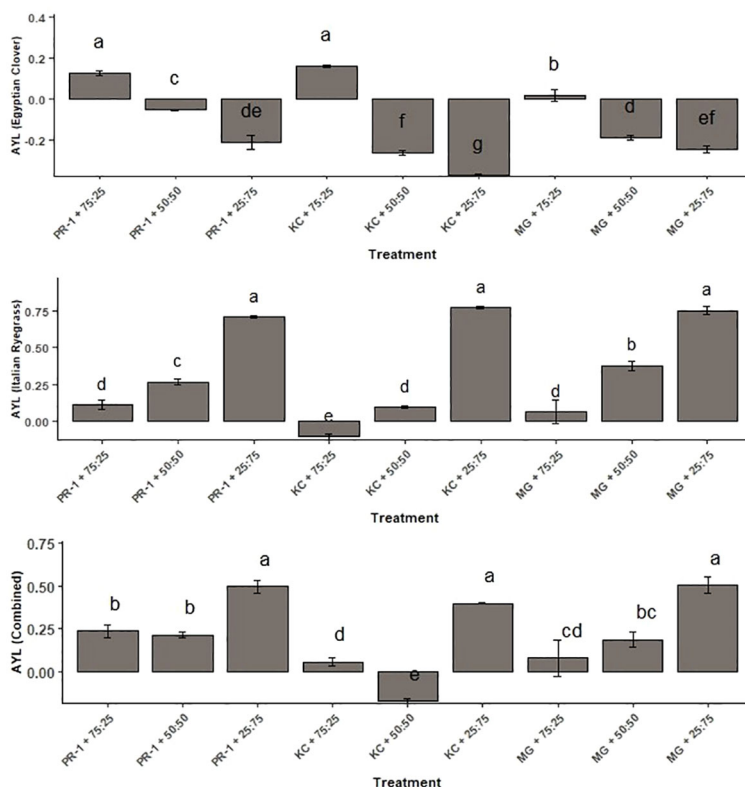 0.4
0.2
0.0
-0.2
AYL (Egyptian Clover)
a
c
de
a
f
g
b
d
ef
PR-1 + 75:25
PR-1 + 50:50
PR-1 + 25:75
KC + 75:25
KC + 50:50
KC + 25:75
MG + 75:25
MG + 50:50
MG + 25:75
Treatment
0.75
0.50
0.25
0.00
AYL (Italian Ryegrass)
d
c
a
e
d
a
d
b
a
PR-1 + 75:25
PR-1 + 50:50
PR-1 + 25:75
KC + 75:25
KC + 50:50
KC + 25:75
MG + 75:25
MG + 50:50
MG + 25:75
Treatment
0.75
0.50
0.25
0.00
AYL (Combined)
b
b
a
d
e
a
cd
bc
a
PR-1 + 75:25
PR-1 + 50:50
PR-1 + 25:75
KC + 75:25
KC + 50:50
KC + 25:75
MG + 75:25
MG + 50:50
MG + 25:75
Treatment